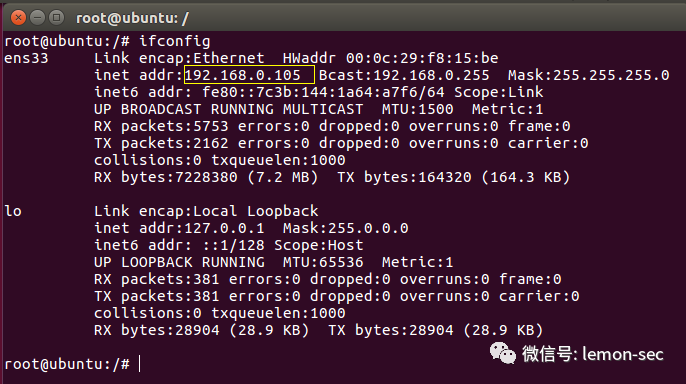 root@ubuntu: /
root@ubuntu:/# ifconfig
ens33     Link encap:Ethernet  HWaddr 00:0c:29:f8:15:be
          inet addr:192.168.0.105  Bcast:192.168.0.255  Mask:255.255.255.0
          inet6 addr: fe80::7c3b:144:1a64:a7f6/64 Scope:Link
          UP BROADCAST RUNNING MULTICAST  MTU:1500  Metric:1
          RX packets:5753 errors:0 dropped:0 overruns:0 frame:0
          TX packets:2162 errors:0 dropped:0 overruns:0 carrier:0
          collisions:0 txqueuelen:1000
          RX bytes:7228380 (7.2 MB)  TX bytes:164320 (164.3 KB)
lo        Link encap:Local Loopback
          inet addr:127.0.0.1  Mask:255.0.0.0
          inet6 addr: ::1/128 Scope:Host
          UP LOOPBACK RUNNING  MTU:65536  Metric:1
          RX packets:381 errors:0 dropped:0 overruns:0 frame:0
          TX packets:381 errors:0 dropped:0 overruns:0 carrier:0
          collisions:0 txqueuelen:1000
          RX bytes:28904 (28.9 KB)  TX bytes:28904 (28.9 KB)
root@ubuntu:/#
微信号: lemon-sec